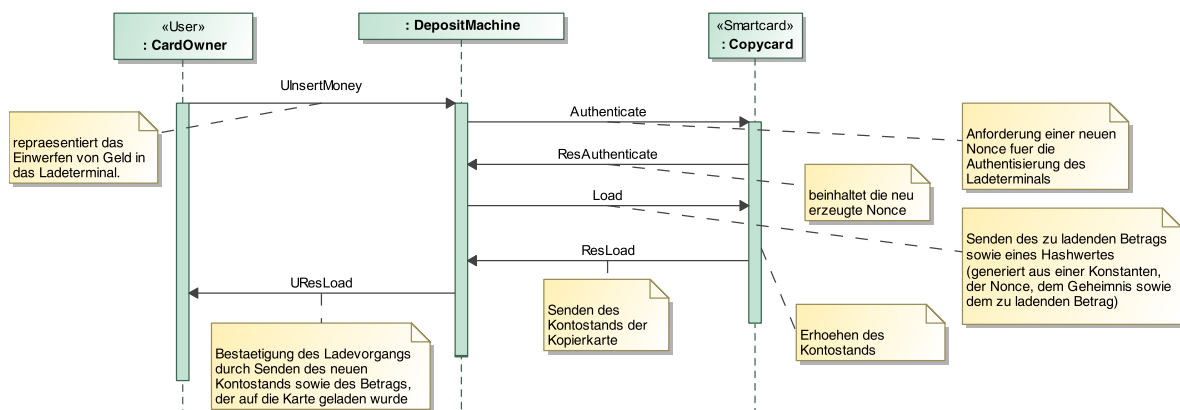 «User»
: CardOwner
: DepositMachine
«Smartcard»
: Copycard
UInsertMoney
repraesentiert das
Einwerfen von Geld in
das Ladeterminal.
Authenticate
Anforderung einer neuen
Nonce fuer die
Authentisierung des
Ladeterminals
ResAuthenticate
beinhaltet die neu
erzeugte Nonce
Load
Senden des zu ladenden Betrags
sowie eines Hashwertes
(generiert aus einer Konstanten,
der Nonce, dem Geheimnis sowie
dem zu ladenden Betrag)
ResLoad
Senden des
Kontostands der
Kopierkarte
Erhoehen des
Kontostands
UResLoad
Bestaetigung des Ladevorgangs
durch Senden des neuen
Kontostands sowie des Betrags,
der auf die Karte geladen wurde